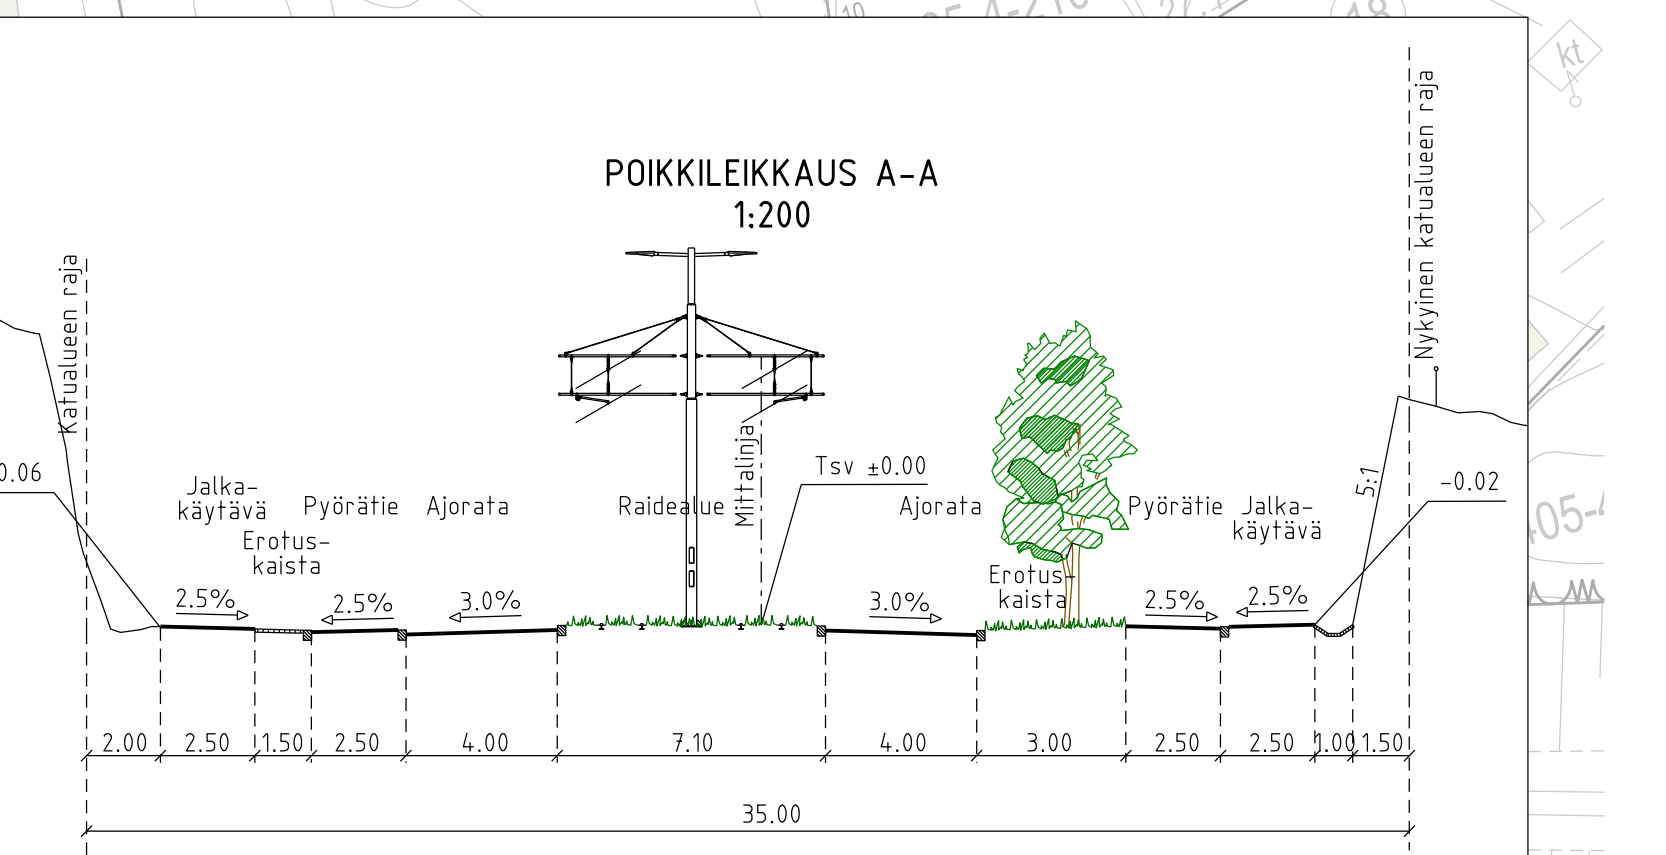 18
kt
POIKKILEIKKAUS A-A
1:200
Katualueen raja
Nykyinen katualueen raja
Mittalinja
Tsv ±0.00
0.06
-0.02
5:1
Jalka-
käytävä
Erotus-
kaista
Pyörätie
Ajorata
Raidealue
Ajorata
Erotus-
kaista
Pyörätie
Jalka-
käytävä
2.5%
2.5%
3.0%
3.0%
2.5%
2.5%
2.00
2.50
1.50
2.50
4.00
7.10
4.00
3.00
2.50
2.50
1.00
1.50
35.00